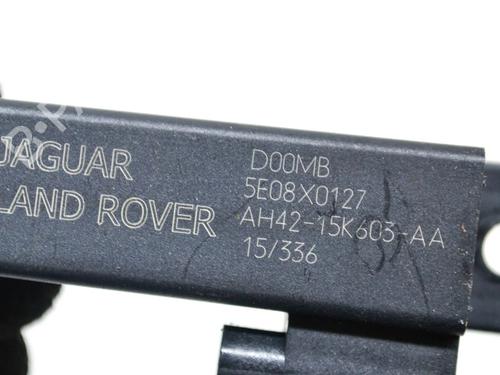 JAGUAR
LAND ROVER
D00MB
5E08X0127
AH42-15K603-AA
15/336